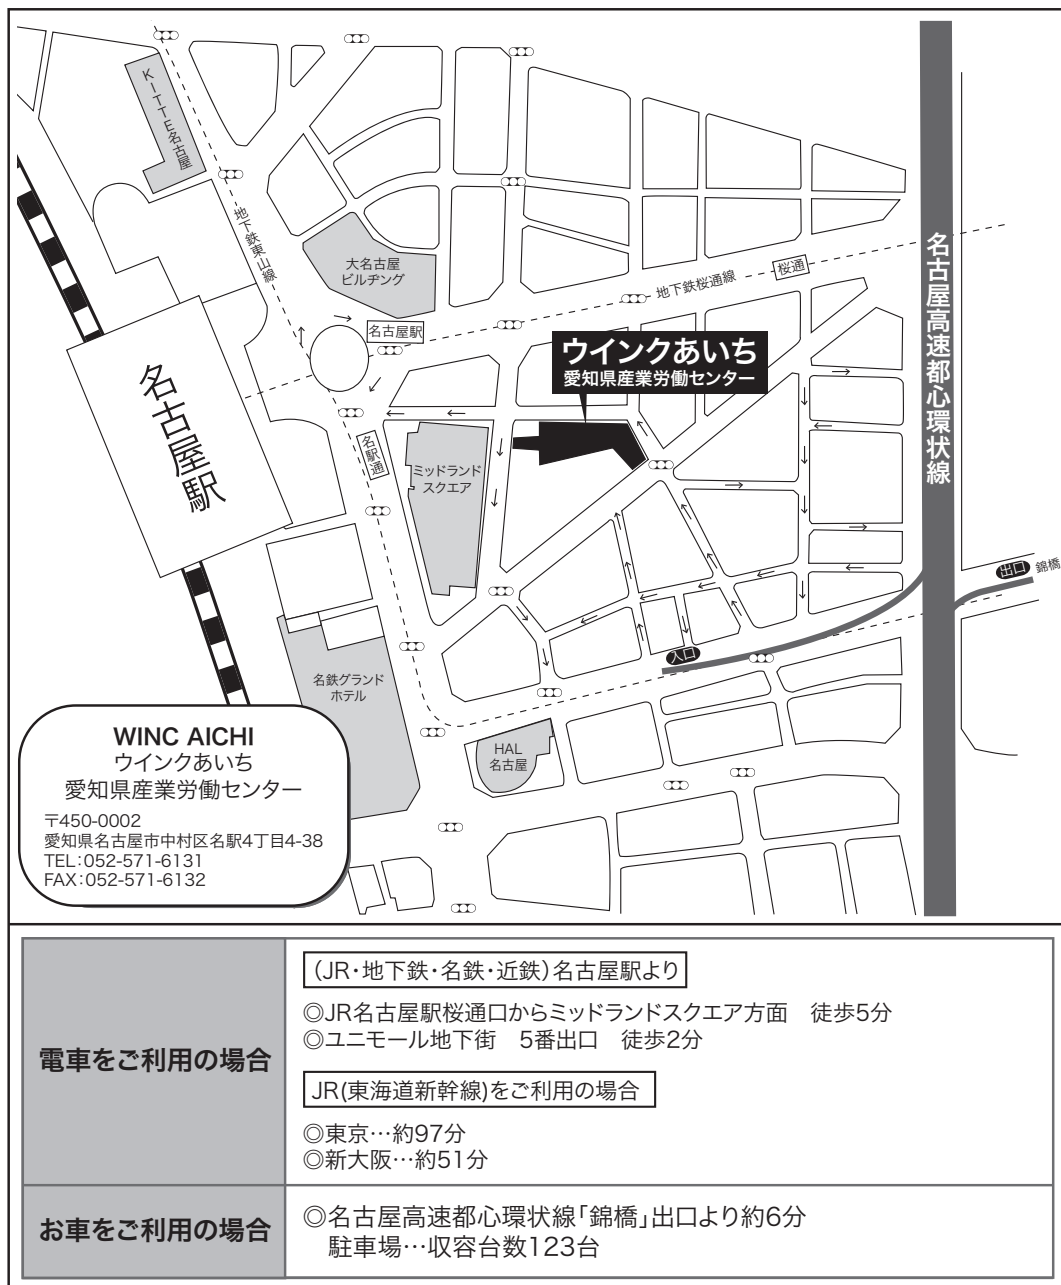 KITTE名古屋
地下鉄東山線
大名古屋
ビルヂング
名古屋駅
地下鉄桜通線
桜通
名古屋高速都心環状線
ウインクあいち
愛知県産業労働センター
名古屋駅
名駅通
ミッドランド
スクエア
出口
錦橋
入口
名鉄グランド
ホテル
HAL
名古屋
WINC AICHI
ウインクあいち
愛知県産業労働センター
〒450-0002
愛知県名古屋市中村区名駅4丁目4-38
TEL:052-571-6131
FAX:052-571-6132
電車をご利用の場合
(JR・地下鉄・名鉄・近鉄)名古屋駅より
◎JR名古屋駅桜通口からミッドランドスクエア方面　徒歩5分
◎ユニモール地下街　5番出口　徒歩2分
JR(東海道新幹線)をご利用の場合
◎東京…約97分
◎新大阪…約51分
お車をご利用の場合
◎名古屋高速都心環状線「錦橋」出口より約6分
駐車場…収容台数123台